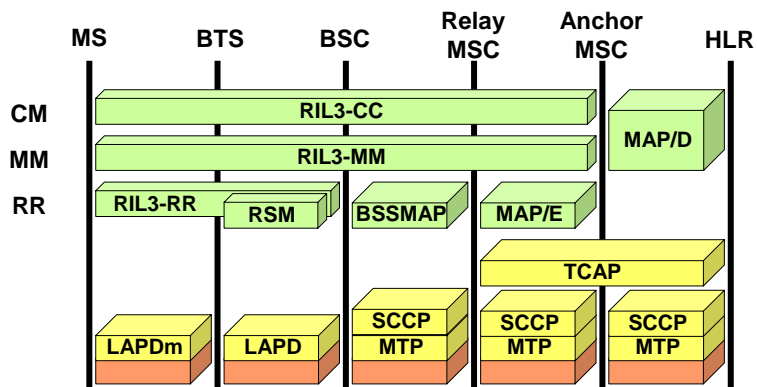 MS BTS BSC Relay MSC Anchor MSC HLR
CM RIL3-CC
MAP/D
MM RIL3-MM
RR RIL3-RR RSM BSSMAP MAP/E
TCAP
SCCP SCCP SCCP
LAPDm LAPD MTP MTP MTP